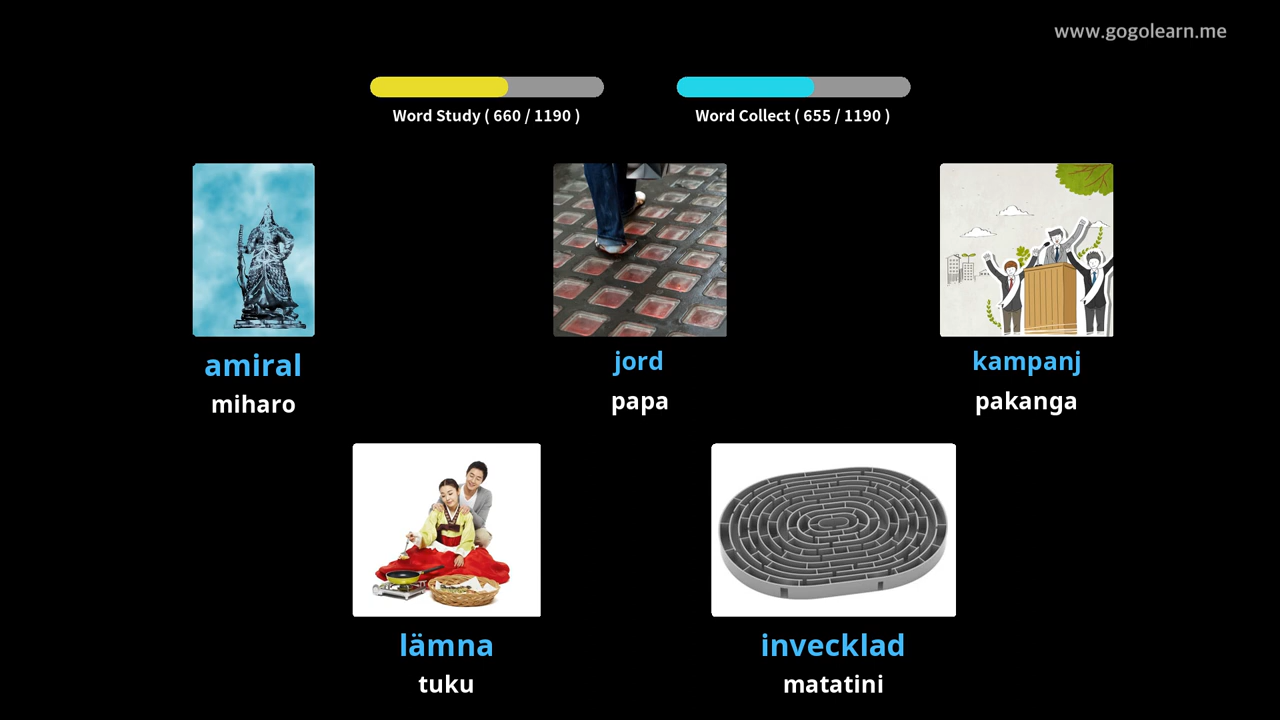 www.gogolearn.me
Word Study ( 660 / 1190 )
Word Collect ( 655 / 1190 )
amiral
miharo
jord
papa
kampanj
pakanga
lämna
tuku
invecklad
matatini